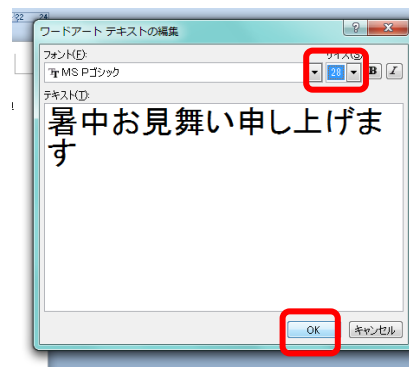 22 24
ワードアート テキストの編集
フォント(F):
サイズ(S):
MS Pゴシック
28
B I
テキスト(T):
暑中お見舞い申し上げま
す
OK
キャンセル